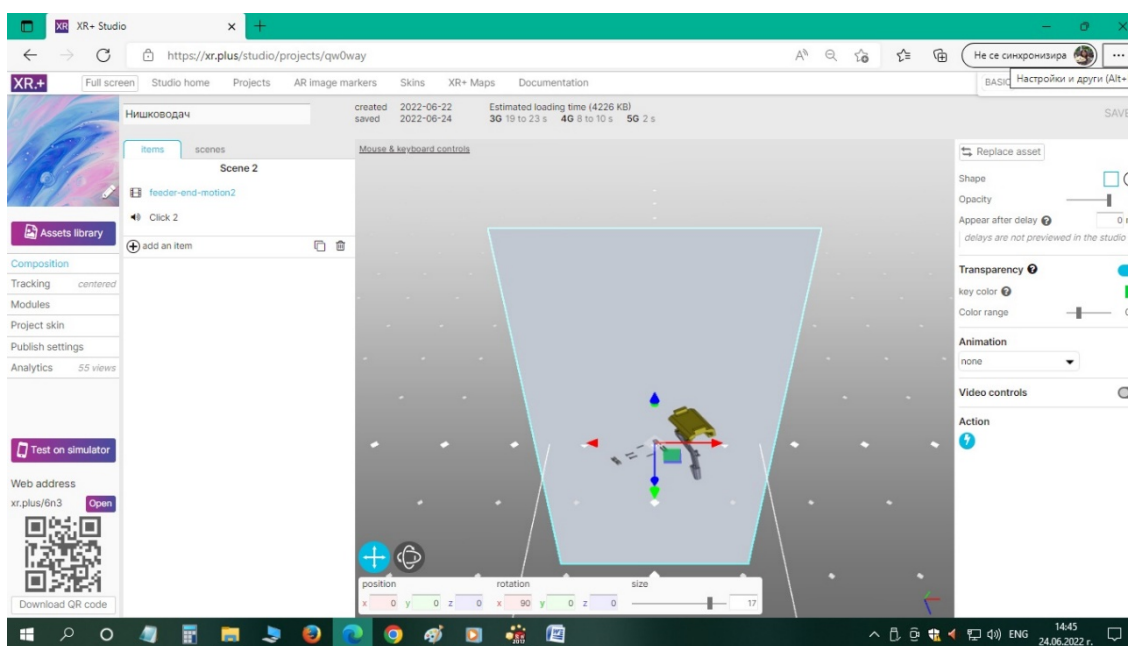 XR XR+ Studio
https://xr.plus/studio/projects/qw0way
Не се синхронизира
XR+
Full screen Studio home Projects AR image markers Skins XR+ Maps Documentation
BASIC
Настройки и други (Alt+
Нишководач
created 2022-06-22 Estimated loading time (4226 KB)
saved 2022-06-24 3G 19 to 23 s 4G 8 to 10 s 5G 2 s
SAVE
items scenes
Mouse & keyboard controls
Scene 2
feeder-end-motion2
Click 2
add an item
Assets library
Composition
Tracking centered
Modules
Project skin
Publish settings
Analytics 55 views
Test on simulator
Web address
xr.plus/6n3 Open
Download QR code
Replace asset
Shape
Opacity
Appear after delay ? 0
delays are not previewed in the studio
Transparency ?
key color ?
Color range
Animation
none
Video controls
Action
position rotation size
x 0 y 0 z 0 x 90 y 0 z 0 17
ENG
14:45
24.06.2022 г.